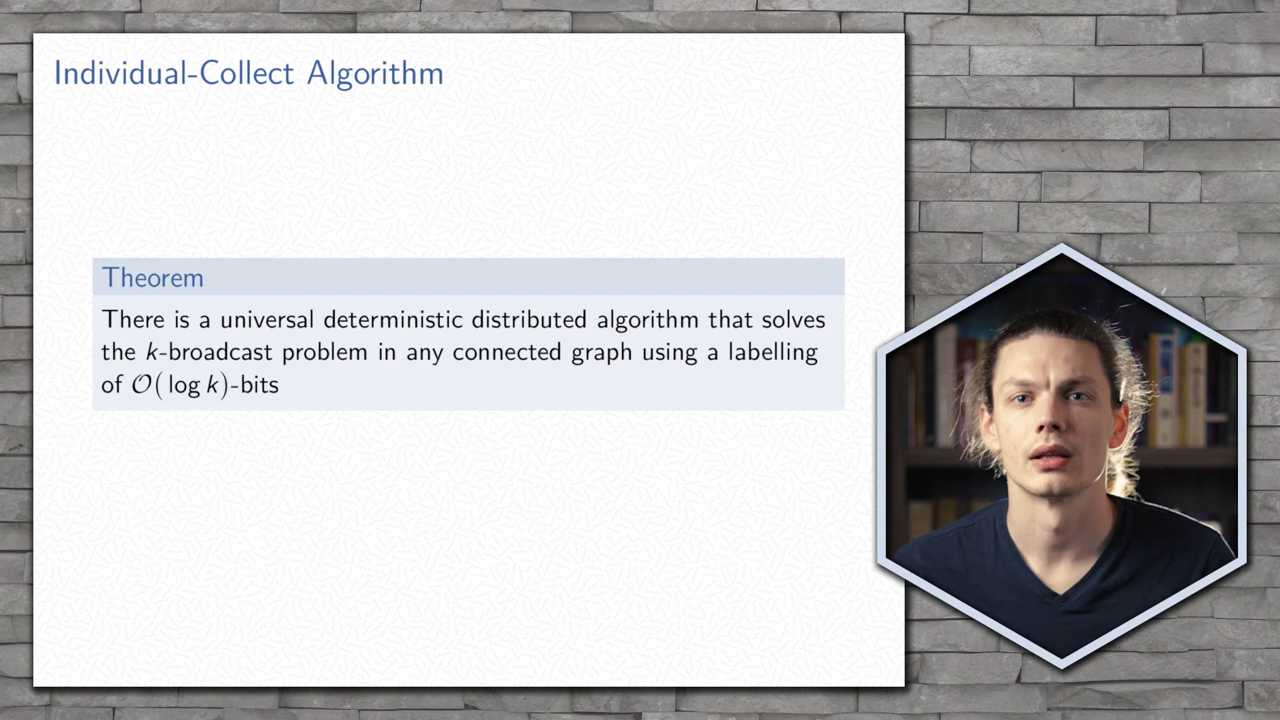 Individual-Collect Algorithm
Theorem
There is a universal deterministic distributed algorithm that solves
the k-broadcast problem in any connected graph using a labelling
of O( log k)-bits